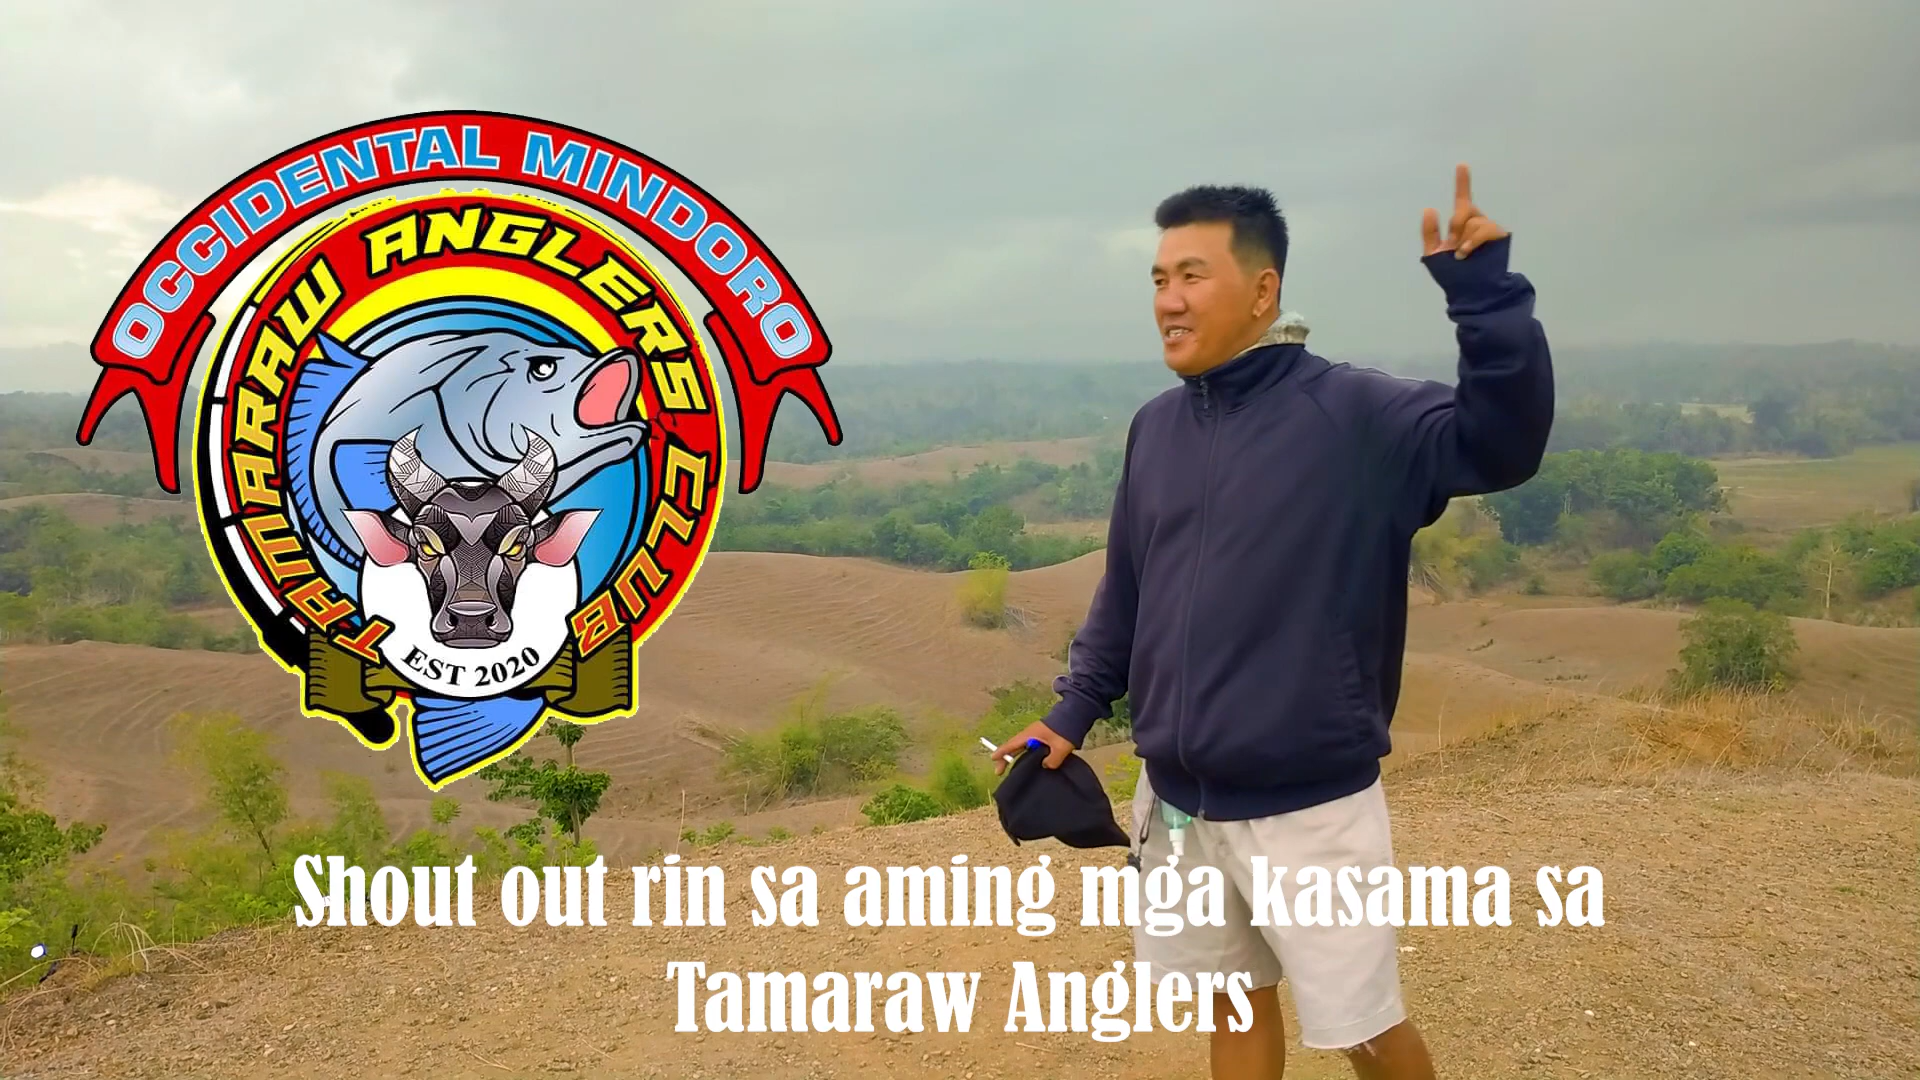 OCCIDENTAL MINDORO
TAMARAW ANGLERS CLUB
EST 2020
Shout out rin sa aming mga kasama sa
Tamaraw Anglers